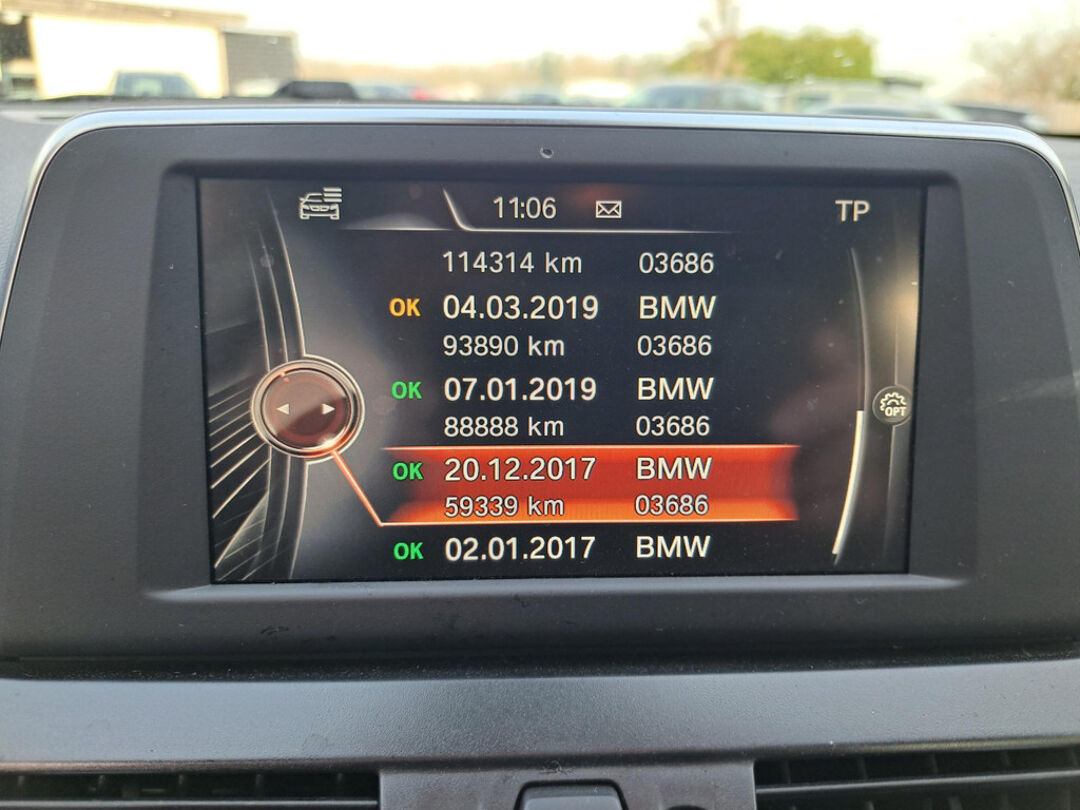 11:06 TP
114314 km 03686
OK 04.03.2019 BMW
93890 km 03686
OK 07.01.2019 BMW
88888 km 03686
OPT
OK 20.12.2017 BMW
59339 km 03686
OK 02.01.2017 BMW